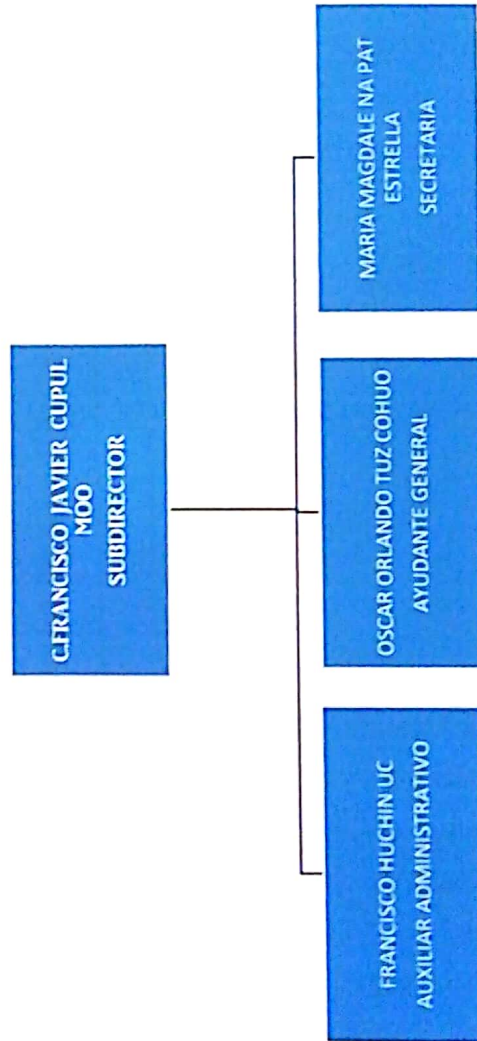 C.FRANCISCO JAVIER CUPUL
MOO
SUBDIRECTOR
FRANCISCO HUCHIN UC
AUXILIAR ADMINISTRATIVO
OSCAR ORLANDO TUZ COHUO
AYUDANTE GENERAL
MARIA MAGDALE NA PAT
ESTRELLA
SECRETARIA